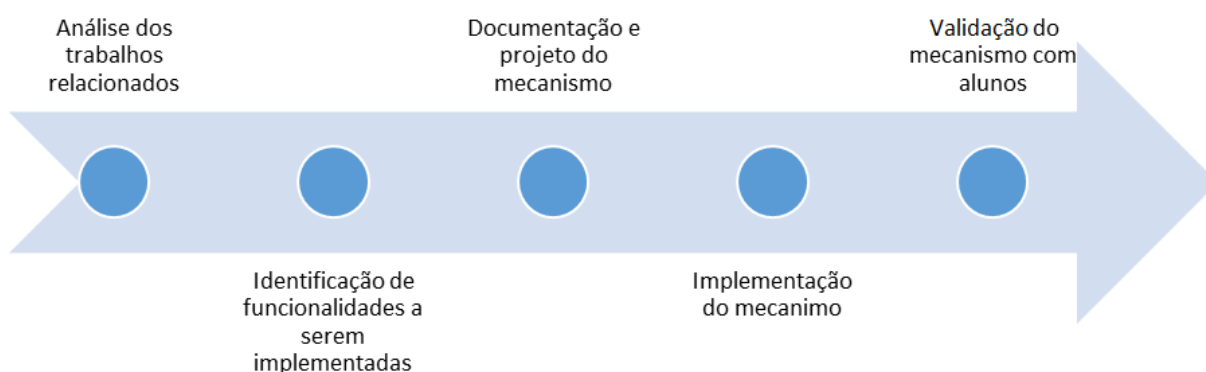 Análise dos
trabalhos
relacionados
Identificação de
funcionalidades a
serem
implementadas
Documentação e
projeto do
mecanismo
Implementação
do mecanimo
Validação do
mecanismo com
alunos